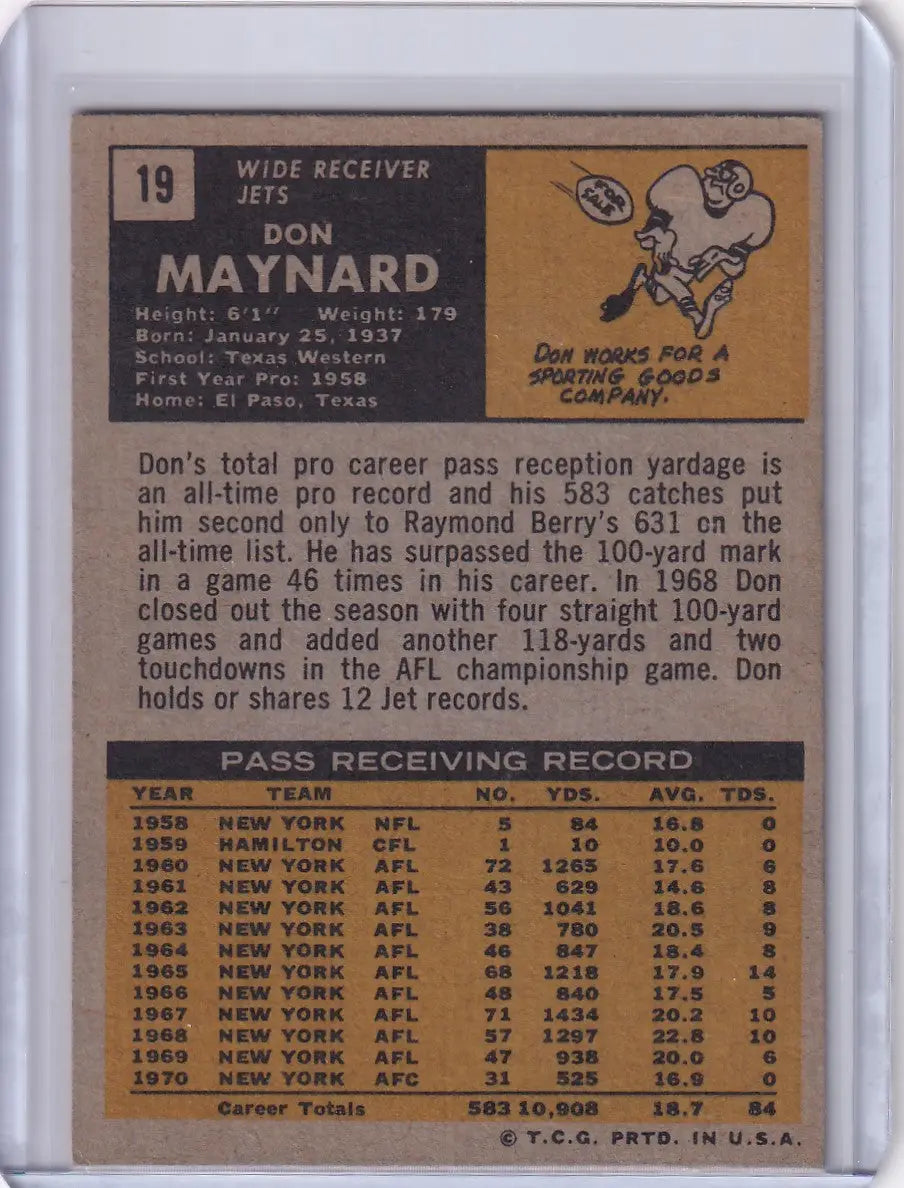 19
WIDE RECEIVER
JETS
DON
MAYNARD
Height: 6'1" Weight: 179
Born: January 25, 1937
School: Texas Western
First Year Pro: 1958
Home: El Paso, Texas
FOR
SALE
DON WORKS FOR A
SPORTING GOODS
COMPANY.
Don's total pro career pass reception yardage is
an all-time pro record and his 583 catches put
him second only to Raymond Berry's 631 on the
all-time list. He has surpassed the 100-yard mark
in a game 46 times in his career. In 1968 Don
closed out the season with four straight 100-yard
games and added another 118-yards and two
touchdowns in the AFL championship game. Don
holds or shares 12 Jet records.
PASS RECEIVING RECORD
YEAR TEAM NO. YDS. AVG. TDS.
1958 NEW YORK NFL 5 84 16.8 0
1959 HAMILTON CFL 1 10 10.0 0
1960 NEW YORK AFL 72 1265 17.6 6
1961 NEW YORK AFL 43 629 14.6 8
1962 NEW YORK AFL 56 1041 18.6 8
1963 NEW YORK AFL 38 780 20.5 9
1964 NEW YORK AFL 46 847 18.4 8
1965 NEW YORK AFL 68 1218 17.9 14
1966 NEW YORK AFL 48 840 17.5 5
1967 NEW YORK AFL 71 1434 20.2 10
1968 NEW YORK AFL 57 1297 22.8 10
1969 NEW YORK AFL 47 938 20.0 6
1970 NEW YORK AFC 31 525 16.9 0
Career Totals 583 10,908 18.7 84
© T.C.G. PRTD. IN U.S.A.